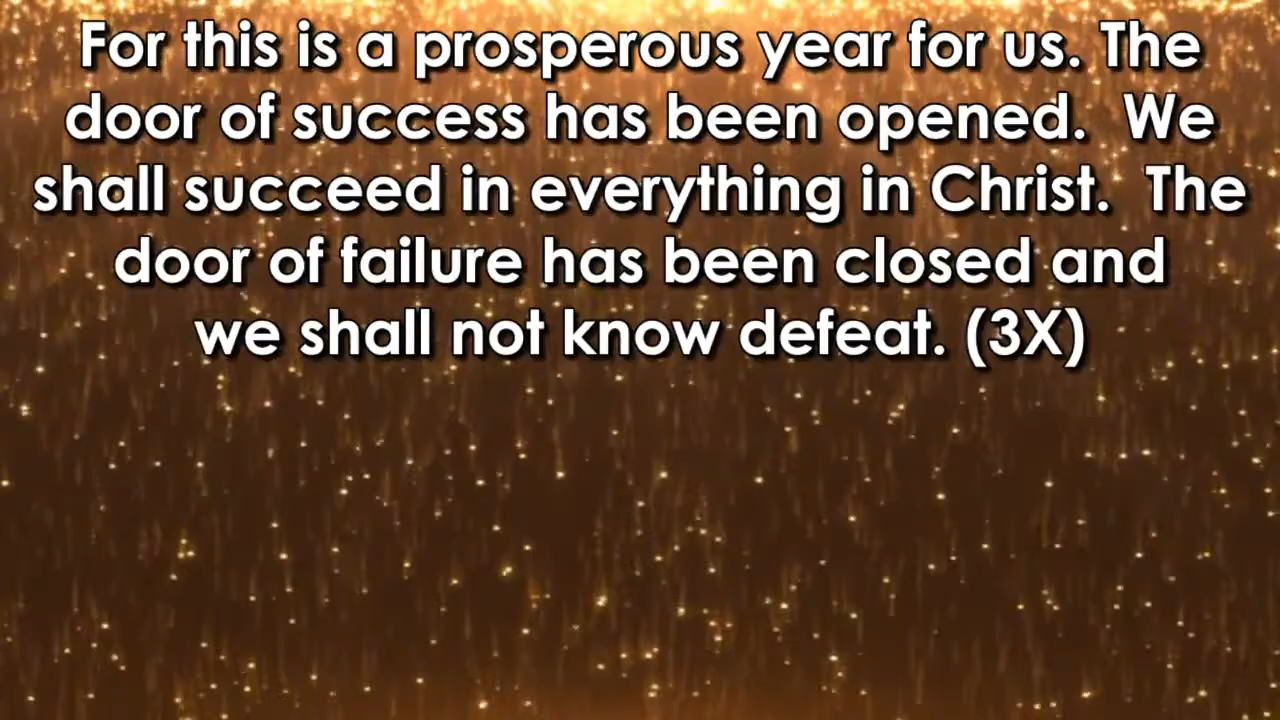 For this is a prosperous year for us. The
door of success has been opened.  We
shall succeed in everything in Christ.  The
door of failure has been closed and
we shall not know defeat. (3X)